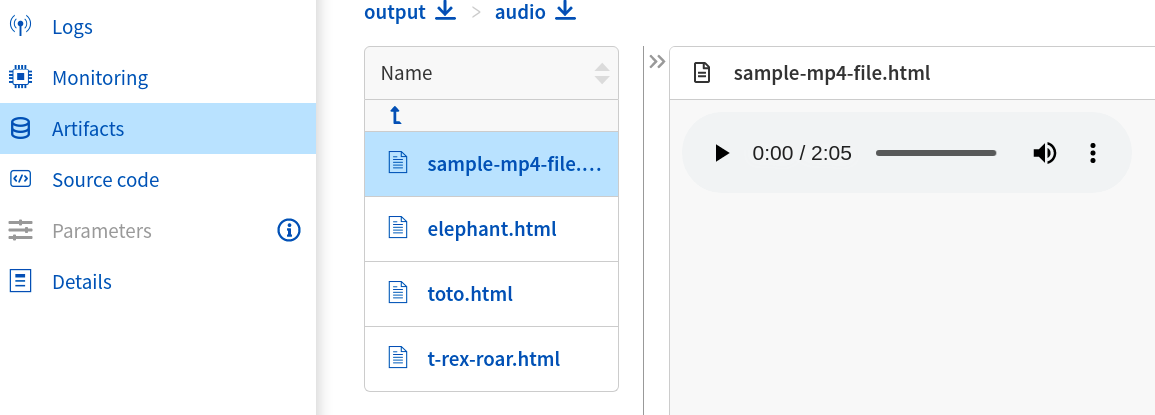 Logs
Monitoring
Artifacts
Source code
Parameters
Details
output > audio
Name
sample-mp4-file....
elephant.html
toto.html
t-rex-roar.html
sample-mp4-file.html
0:00 / 2:05